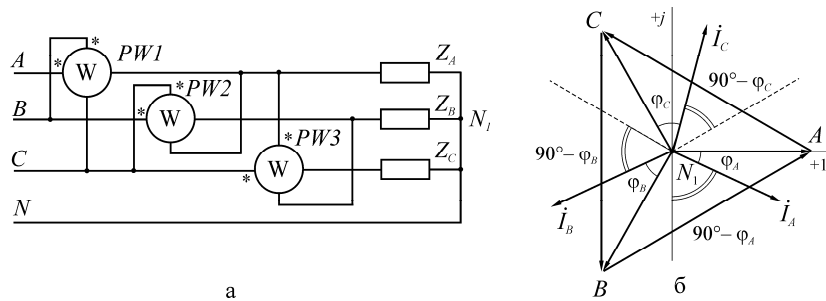 A
*
*
PW1
W
Z_A
B
*
*
PW2
W
Z_B
N_1
C
*
*
PW3
W
Z_C
N
а
C
+j
İ_C
90°– φ_C
φ_C
A
+1
90°– φ_B
φ_B
N_1
φ_A
İ_B
İ_A
90°– φ_A
B
б